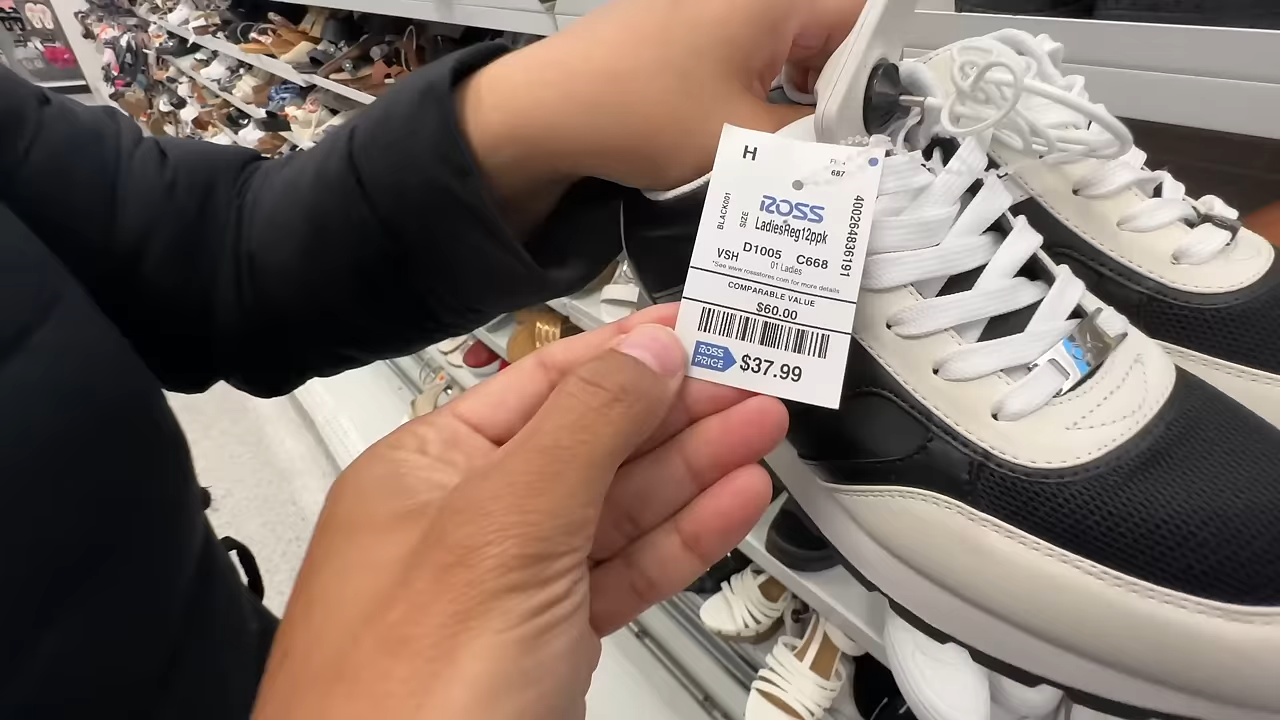 H
687
BLACK001
SIZE
ROSS
LadiesReg12ppk
400264836191
D1005 C668
VSH 01 Ladies
*See www.rossstores.com for more details
COMPARABLE VALUE
$60.00
ROSS
PRICE
$37.99